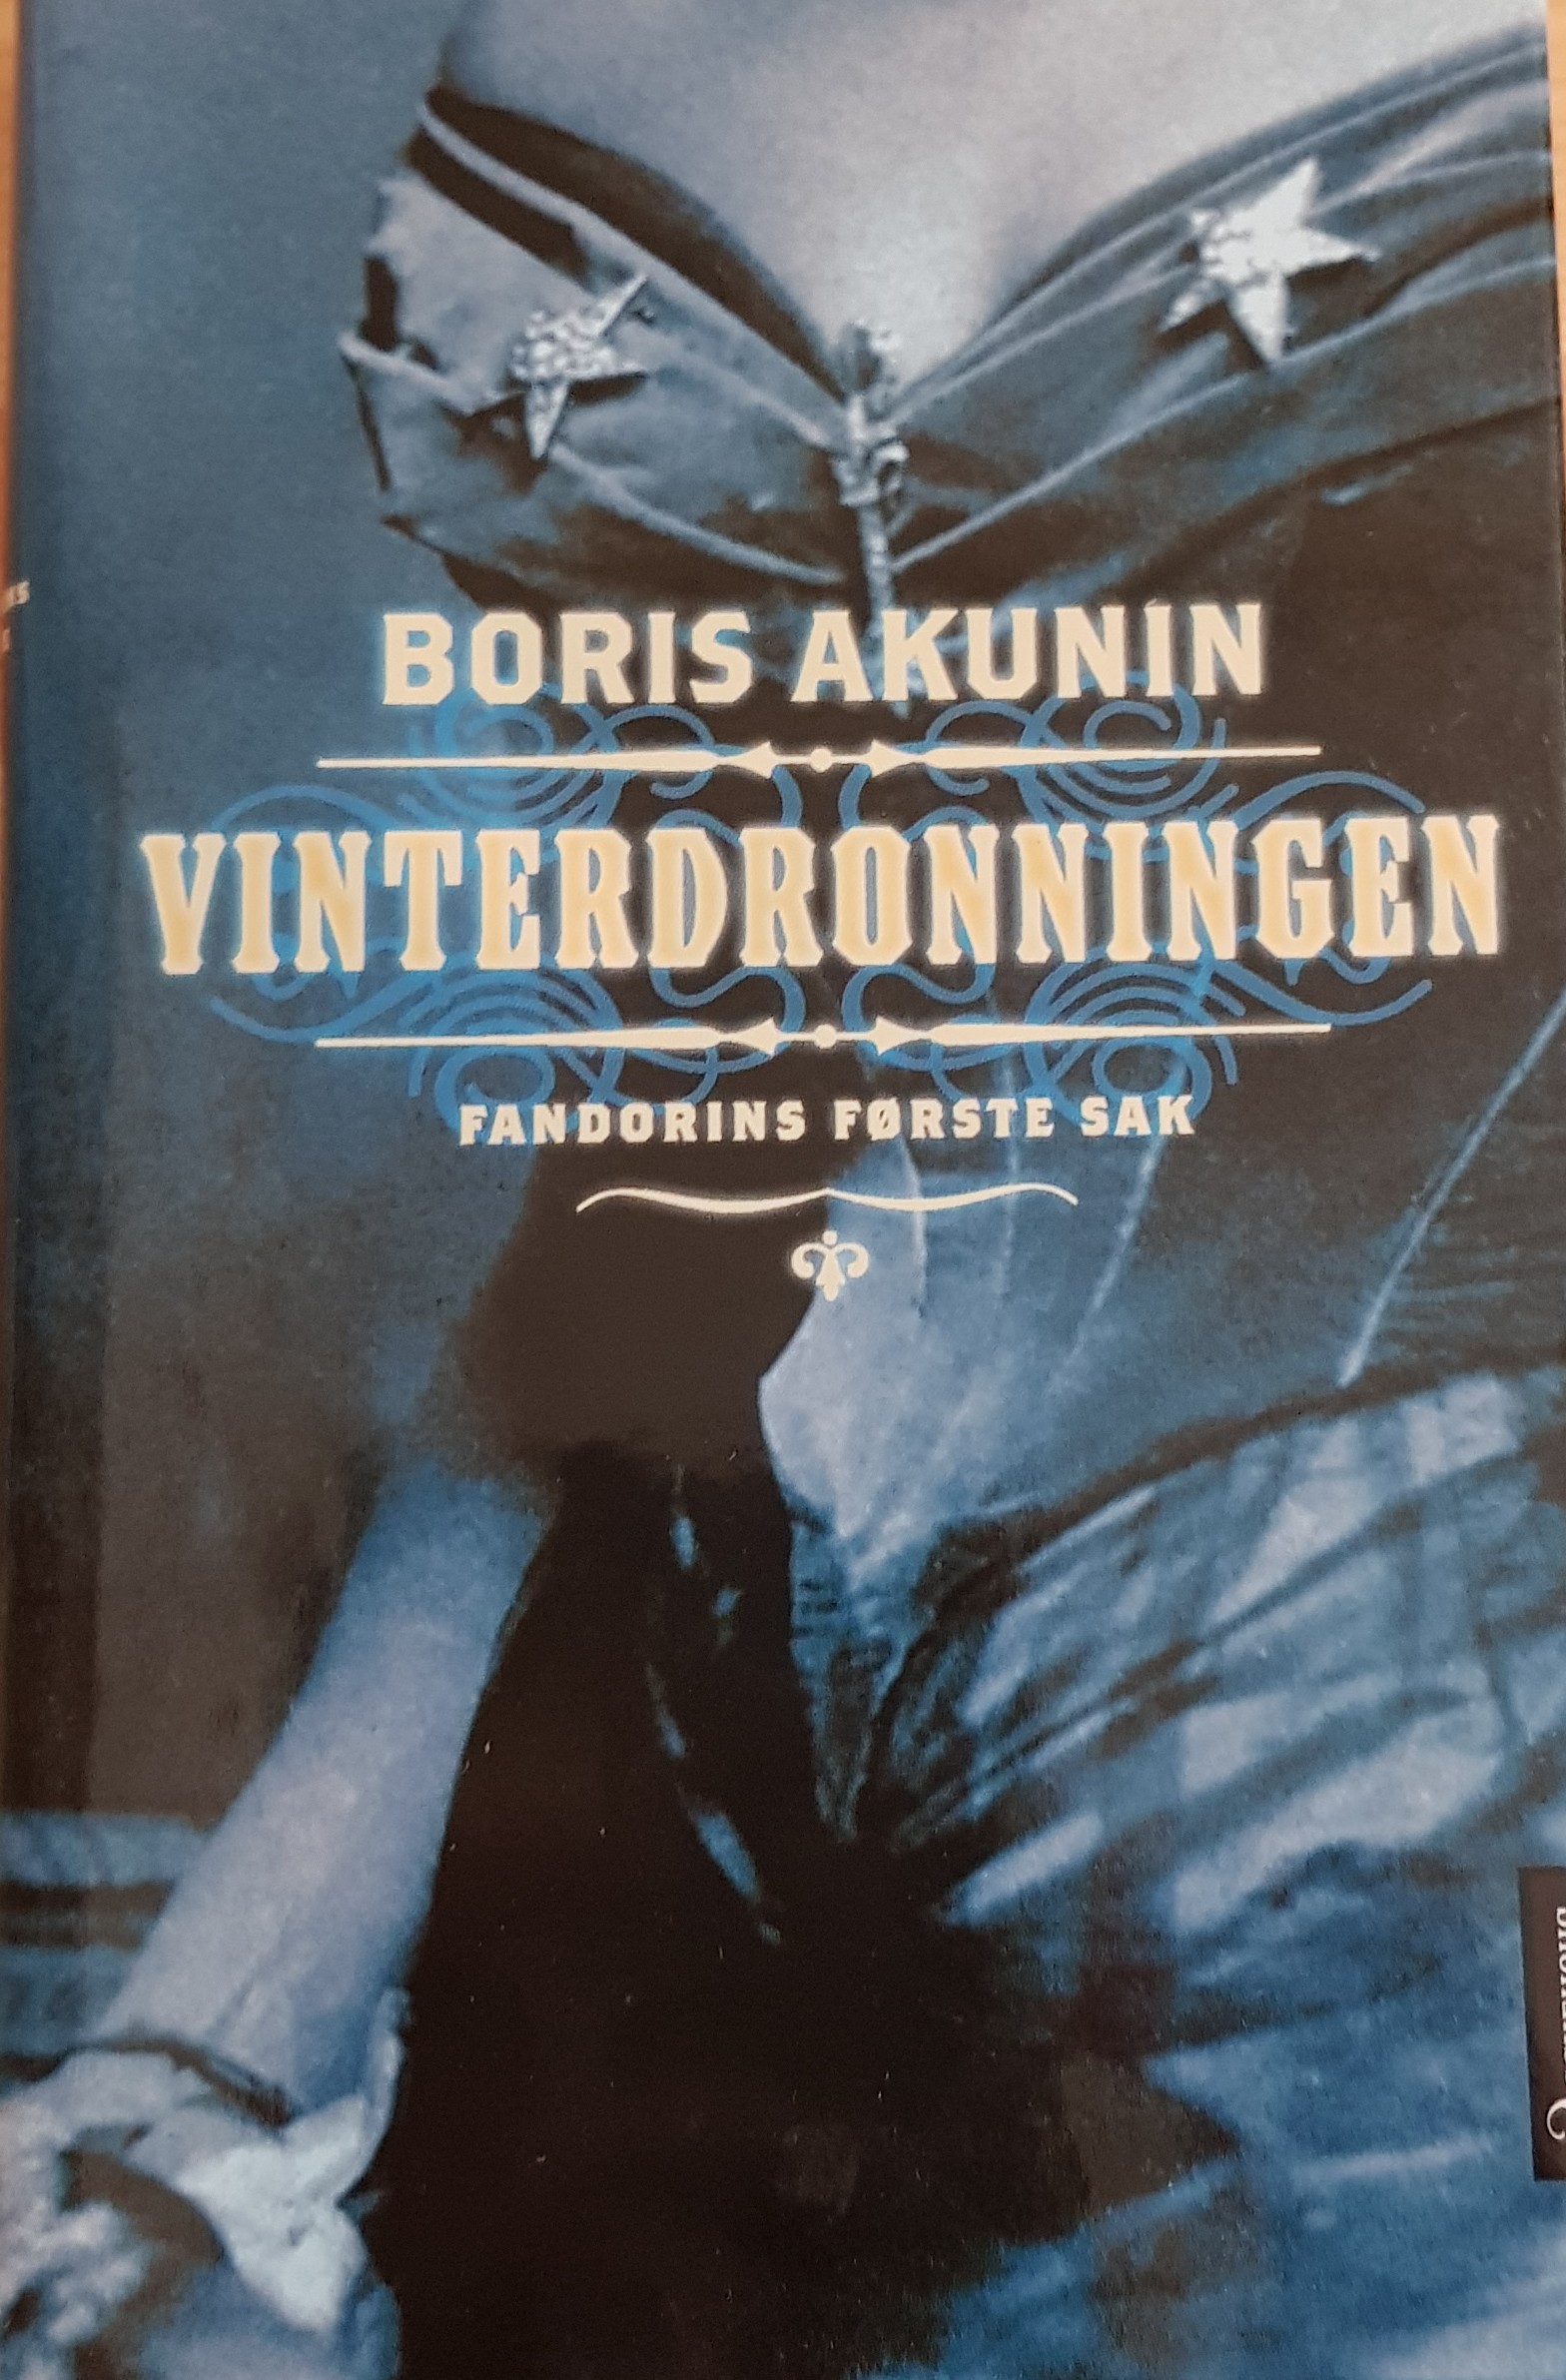 BORIS AKUNIN
VINTERDRONNINGEN
FANDORINS FØRSTE SAK